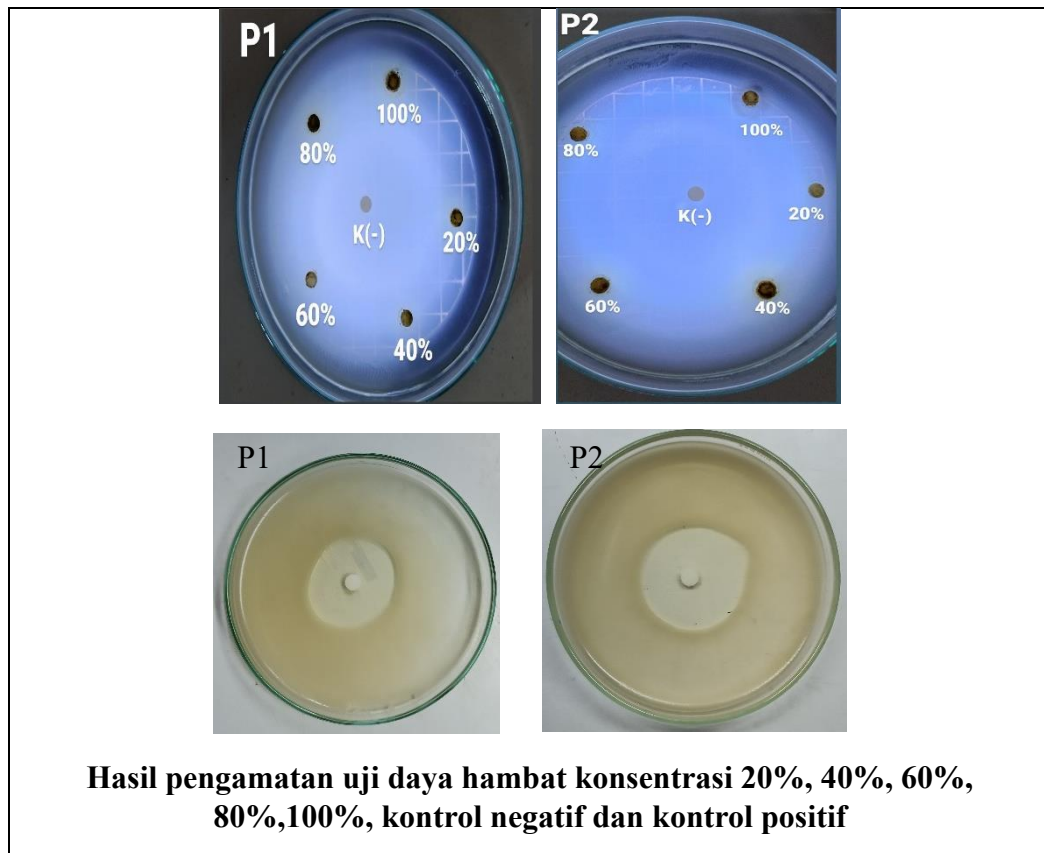 P1
100%
80%
K(-)
20%
60%
40%
P2
100%
80%
K(-)
20%
60%
40%
P1
P2
Hasil pengamatan uji daya hambat konsentrasi 20%, 40%, 60%,
80%,100%, kontrol negatif dan kontrol positif